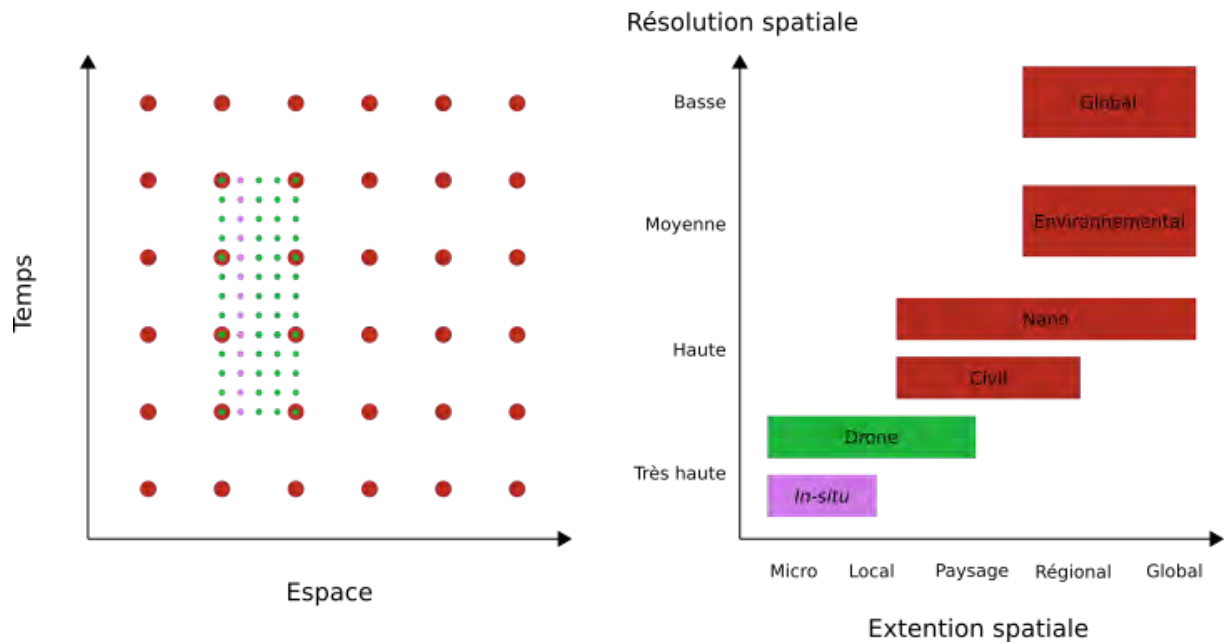 Temps
Espace
Résolution spatiale
Basse
Global
Moyenne
Environnemental
Nano
Haute
Civil
Drone
Très haute
In-situ
Micro Local Paysage Régional Global
Extention spatiale